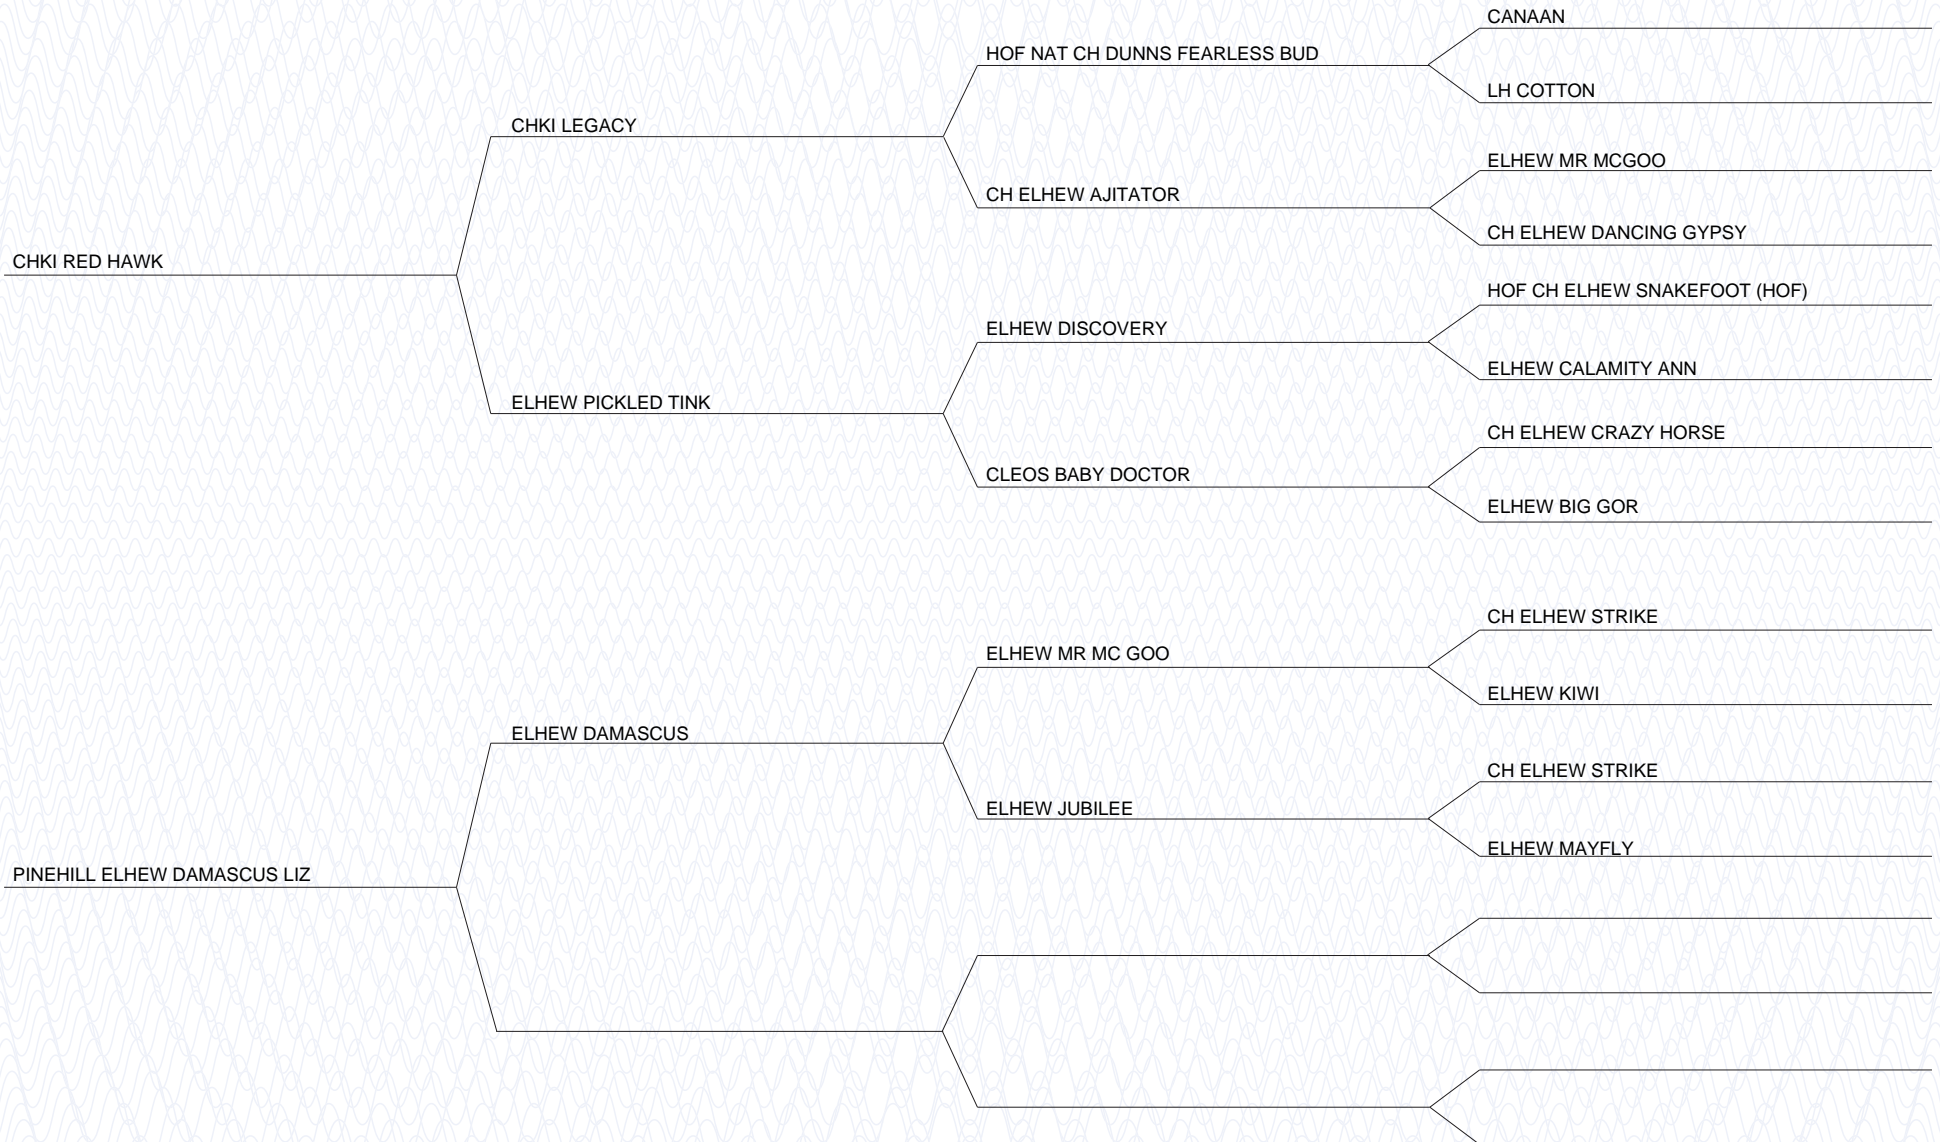 CANAAN
HOF NAT CH DUNNS FEARLESS BUD
LH COTTON
CHKI LEGACY
ELHEW MR MCGOO
CH ELHEW AJITATOR
CH ELHEW DANCING GYPSY
CHKI RED HAWK
HOF CH ELHEW SNAKEFOOT (HOF)
ELHEW DISCOVERY
ELHEW CALAMITY ANN
ELHEW PICKLED TINK
CH ELHEW CRAZY HORSE
CLEOS BABY DOCTOR
ELHEW BIG GOR
CH ELHEW STRIKE
ELHEW MR MC GOO
ELHEW KIWI
ELHEW DAMASCUS
CH ELHEW STRIKE
ELHEW JUBILEE
ELHEW MAYFLY
PINEHILL ELHEW DAMASCUS LIZ